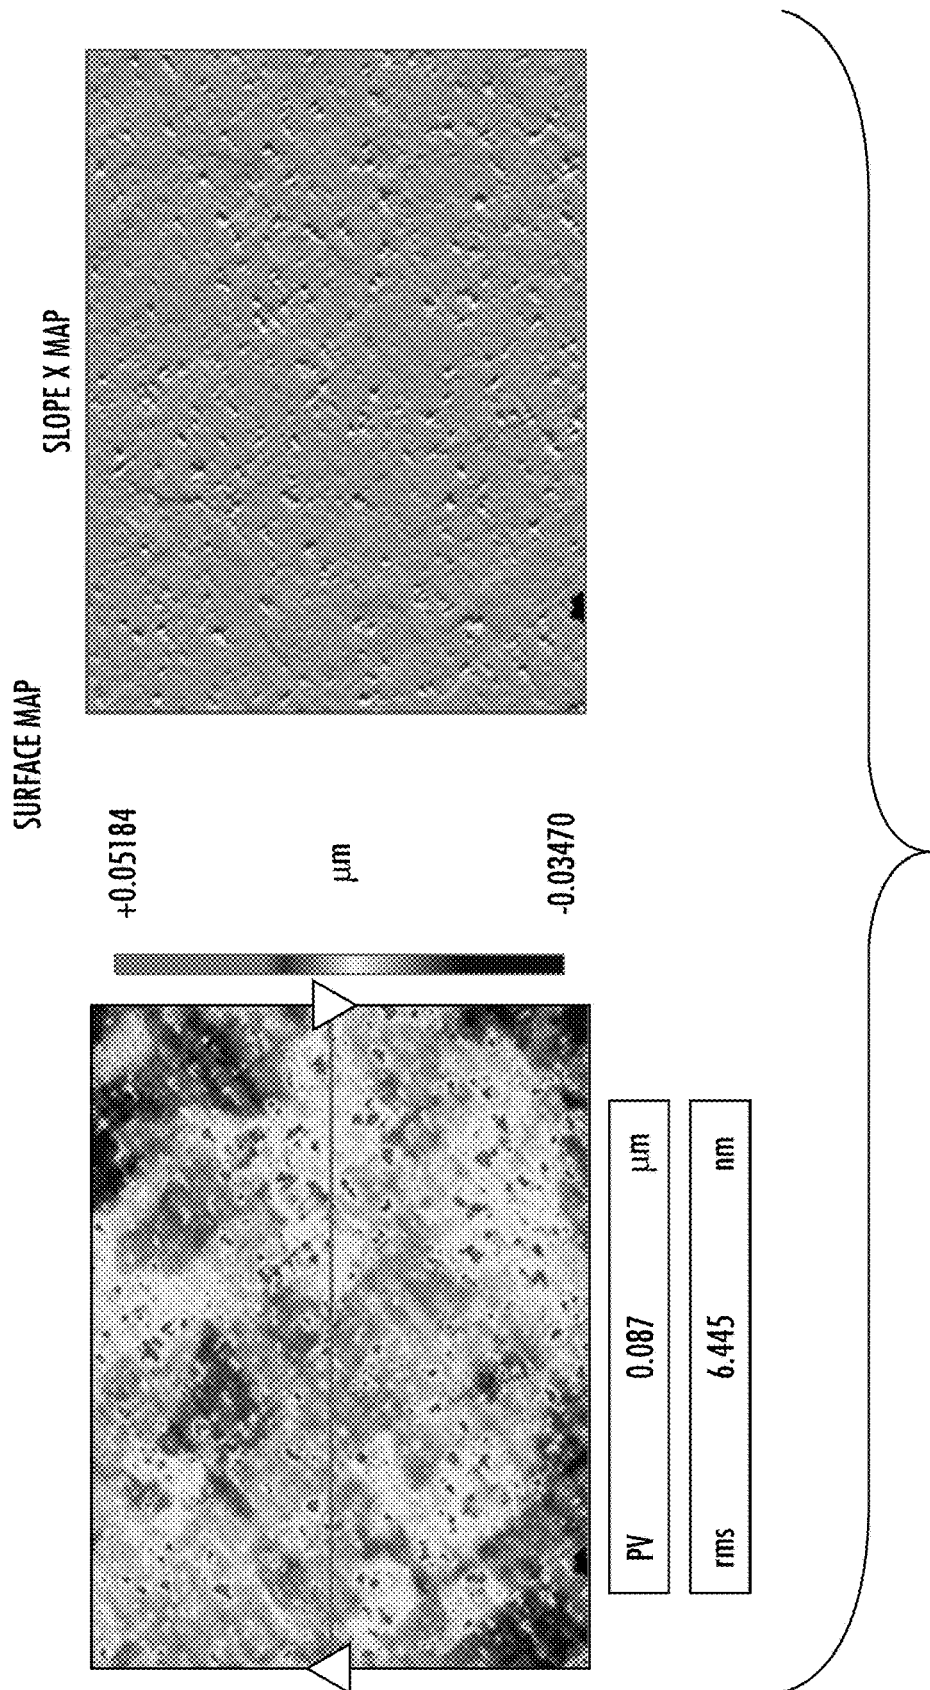 SURFACE MAP
SLOPE X MAP
+0.05184
µm
-0.03470
PV 0.087 µm
rms 6.445 nm